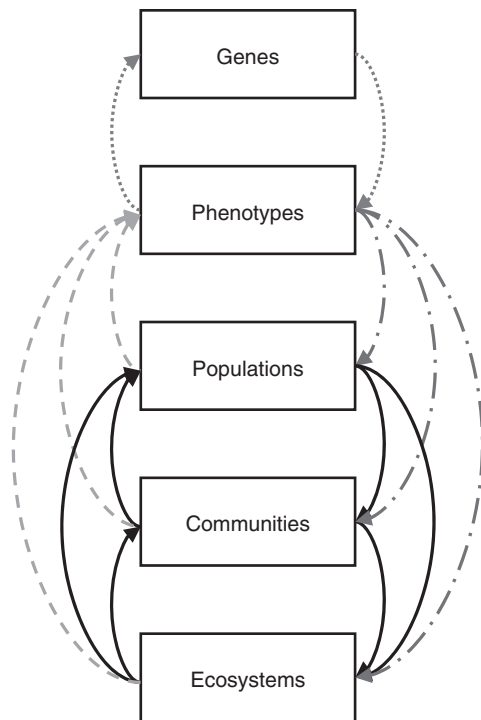 Genes
Phenotypes
Populations
Communities
Ecosystems